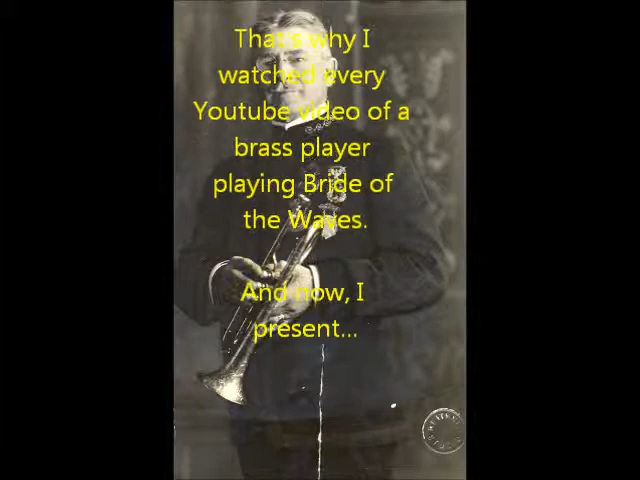 That's why I
watched every
Youtube video of a
brass player
playing Bride of
the Waves.
And now, I
present...